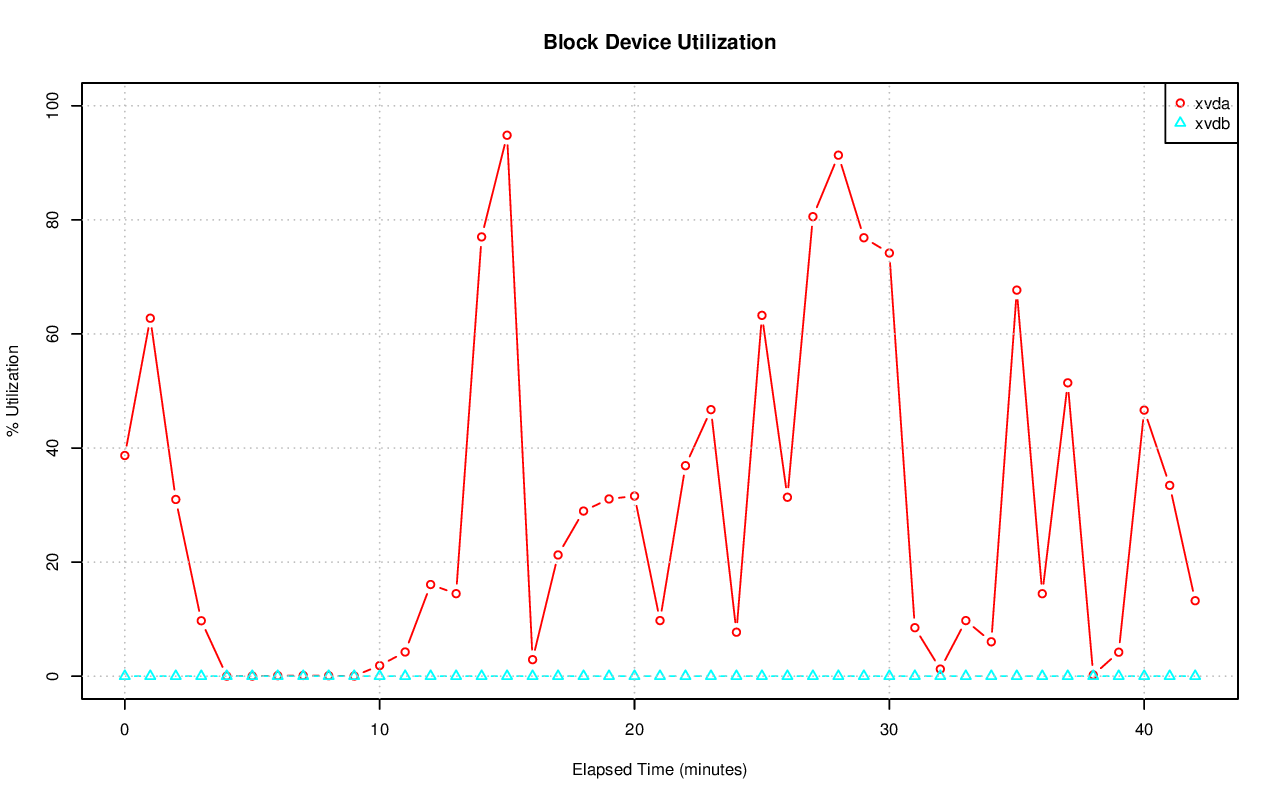 Block Device Utilization
xvda
xvdb
% Utilization
100
80
60
40
20
0
0 10 20 30 40
Elapsed Time (minutes)